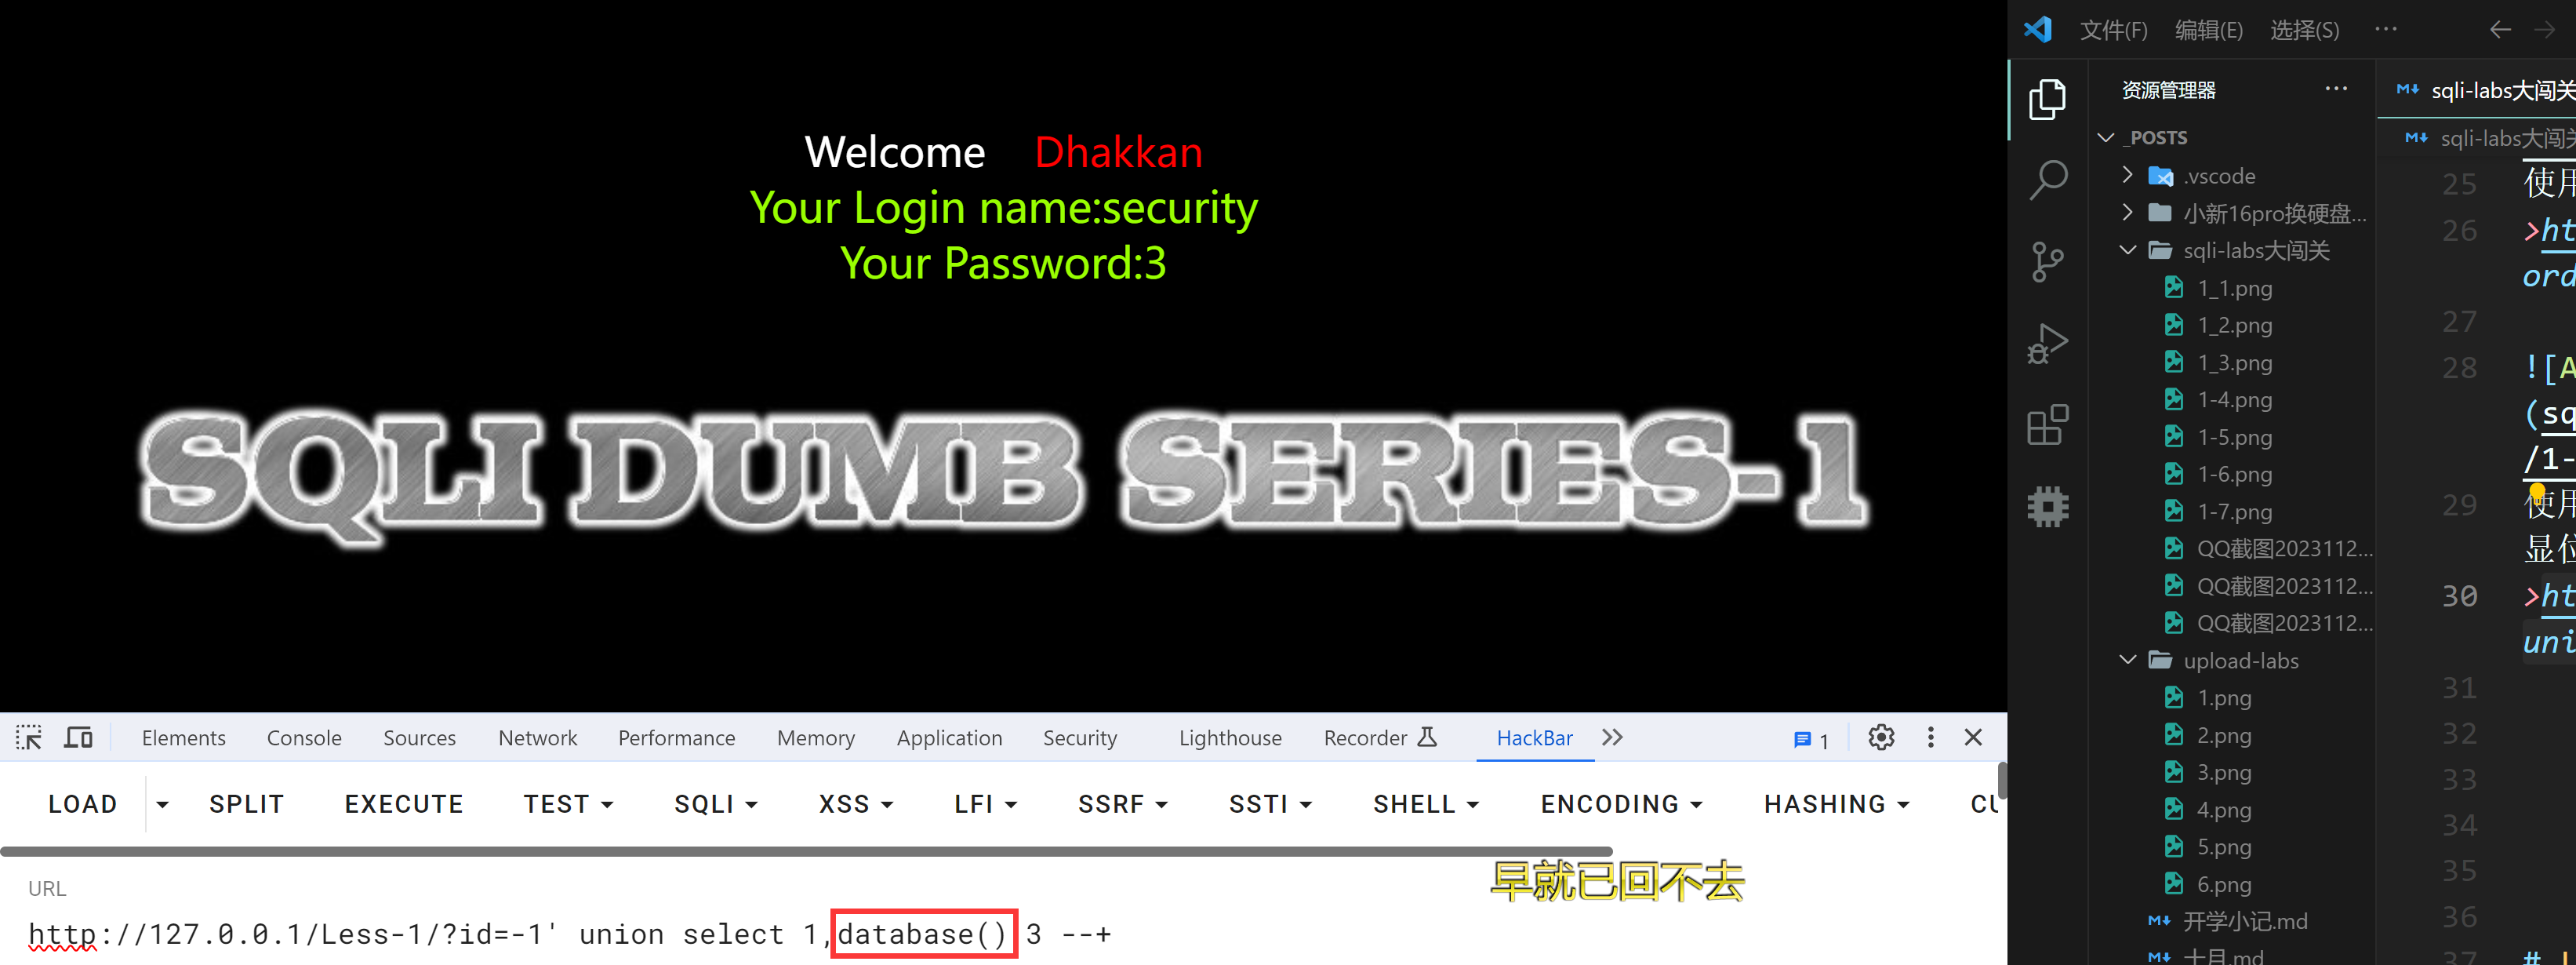 Welcome Dhakkan
Your Login name:security
Your Password:3
SQLI DUMB SERIES-1
Elements Console Sources Network Performance Memory Application Security Lighthouse Recorder HackBar 1
LOAD SPLIT EXECUTE TEST SQLI XSS LFI SSRF SSTI SHELL ENCODING HASHING
早就已回不去
URL
http://127.0.0.1/Less-1/?id=-1' union select 1,database() 3 --+
文件(F) 编辑(E) 选择(S) ···
资源管理器 ···
_POSTS
.vscode
小新16pro换硬盘...
sqli-labs大闯关
1_1.png
1_2.png
1_3.png
1-4.png
1-5.png
1-6.png
1-7.png
QQ截图2023112...
QQ截图2023112...
QQ截图2023112...
upload-labs
1.png
2.png
3.png
4.png
5.png
6.png
开学小记.md
十月.md
sqli-labs大闯关
sqli-labs大闯关
25 使用
26 >ht
ord
27
28 ![A
(sq
/1-
29 使用
显位
30 >ht
uni
31
32
33
34
35
36
37 #